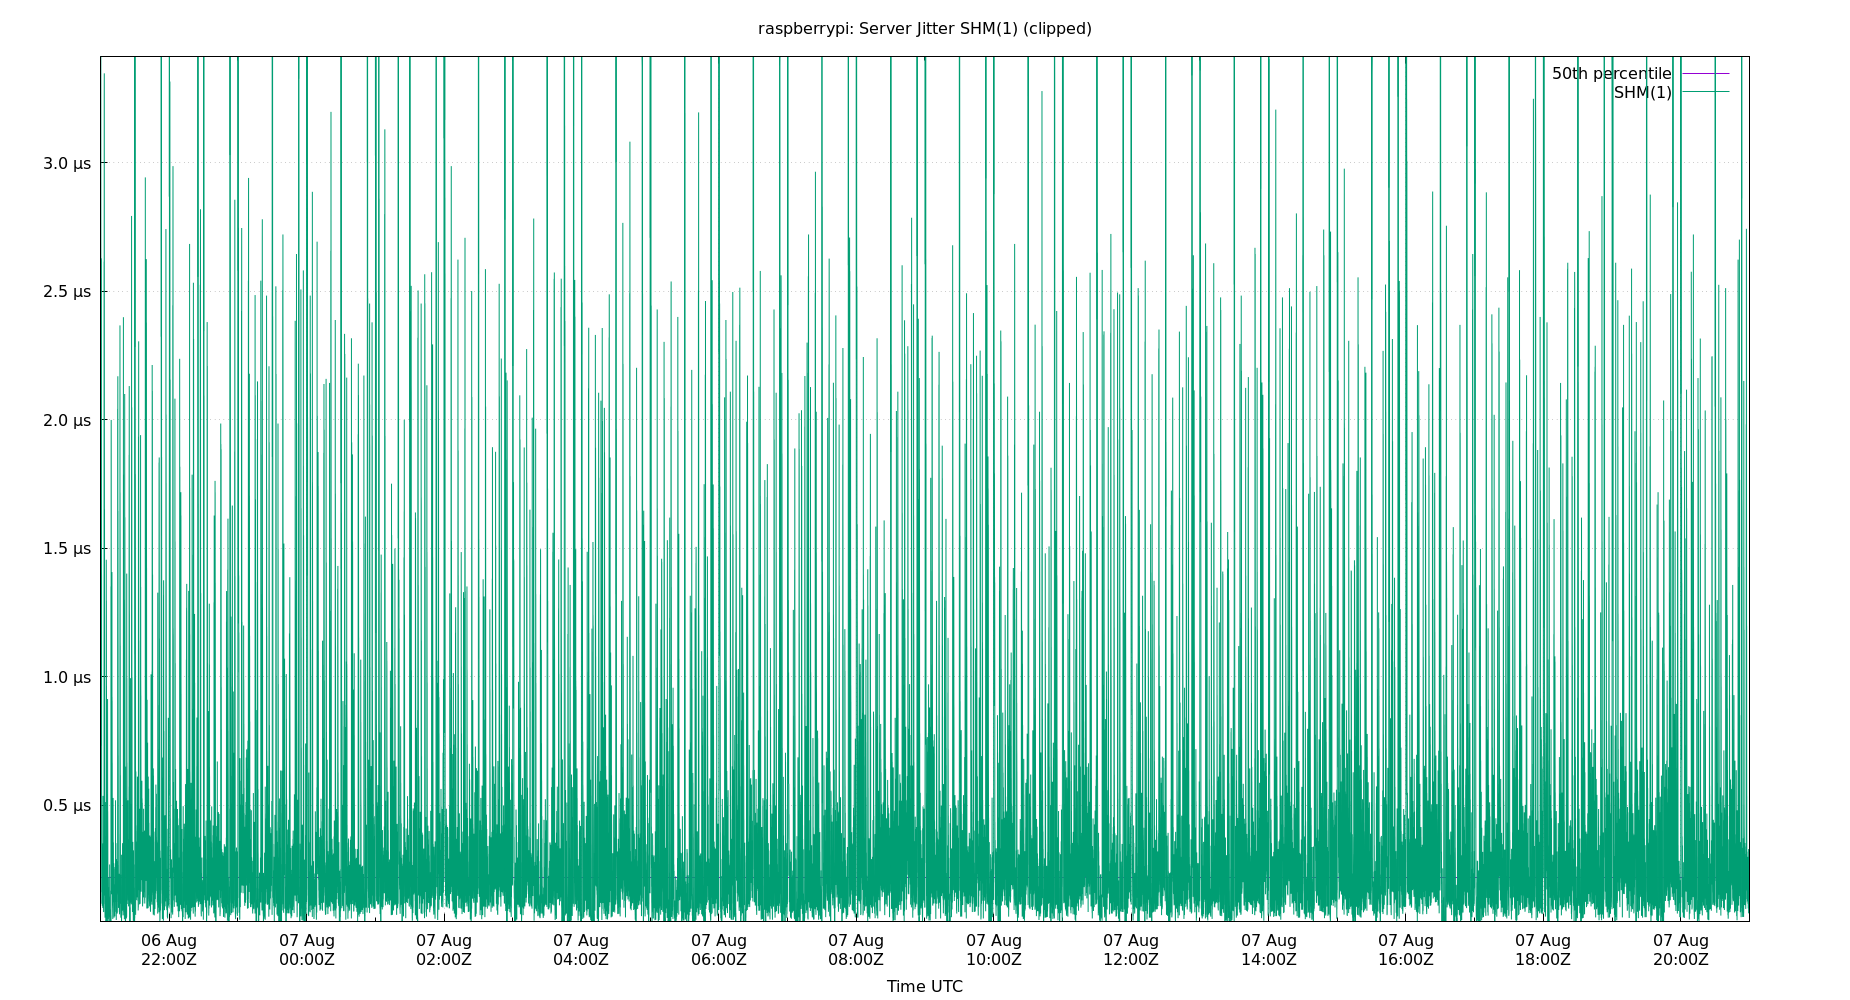 raspberrypi: Server Jitter SHM(1) (clipped)
50th percentile
SHM(1)
3.0 µs
2.5 µs
2.0 µs
1.5 µs
1.0 µs
0.5 µs
06 Aug 07 Aug 07 Aug 07 Aug 07 Aug 07 Aug 07 Aug 07 Aug 07 Aug 07 Aug 07 Aug 07 Aug
22:00Z 00:00Z 02:00Z 04:00Z 06:00Z 08:00Z 10:00Z 12:00Z 14:00Z 16:00Z 18:00Z 20:00Z
Time UTC